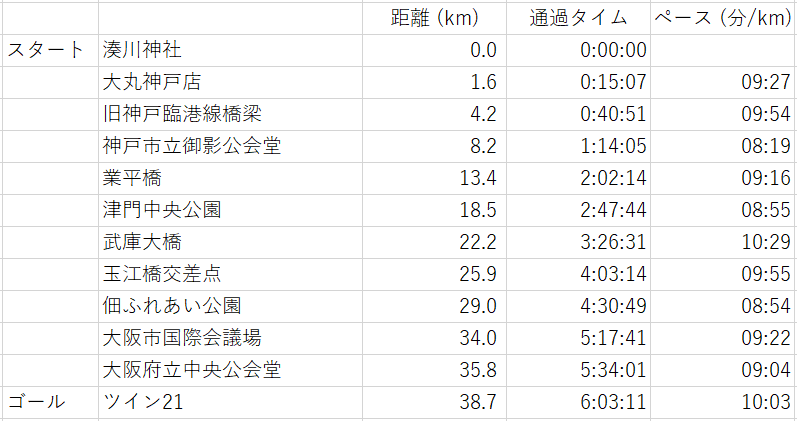 距離 (km) 通過タイム ペース (分/km)
スタート 湊川神社 0.0 0:00:00
大丸神戸店 1.6 0:15:07 09:27
旧神戸臨港線橋梁 4.2 0:40:51 09:54
神戸市立御影公会堂 8.2 1:14:05 08:19
業平橋 13.4 2:02:14 09:16
津門中央公園 18.5 2:47:44 08:55
武庫大橋 22.2 3:26:31 10:29
玉江橋交差点 25.9 4:03:14 09:55
佃ふれあい公園 29.0 4:30:49 08:54
大阪市国際会議場 34.0 5:17:41 09:22
大阪府立中央公会堂 35.8 5:34:01 09:04
ゴール ツイン21 38.7 6:03:11 10:03